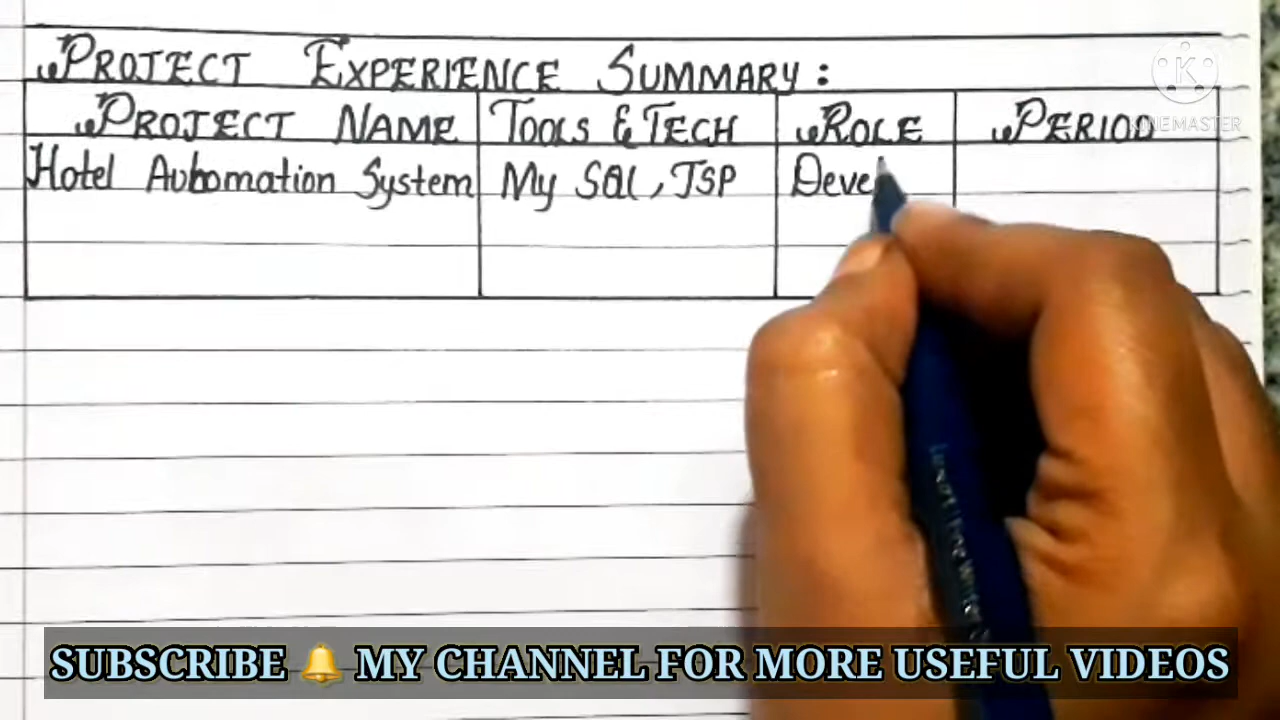 PROJECT EXPERIENCE SUMMARY :
PROJECT NAME TOOLS & TECH ROLE PERIOD
Hotel Automation System My SQL, JSP Deve
KINEMASTER
SUBSCRIBE 🔔 MY CHANNEL FOR MORE USEFUL VIDEOS